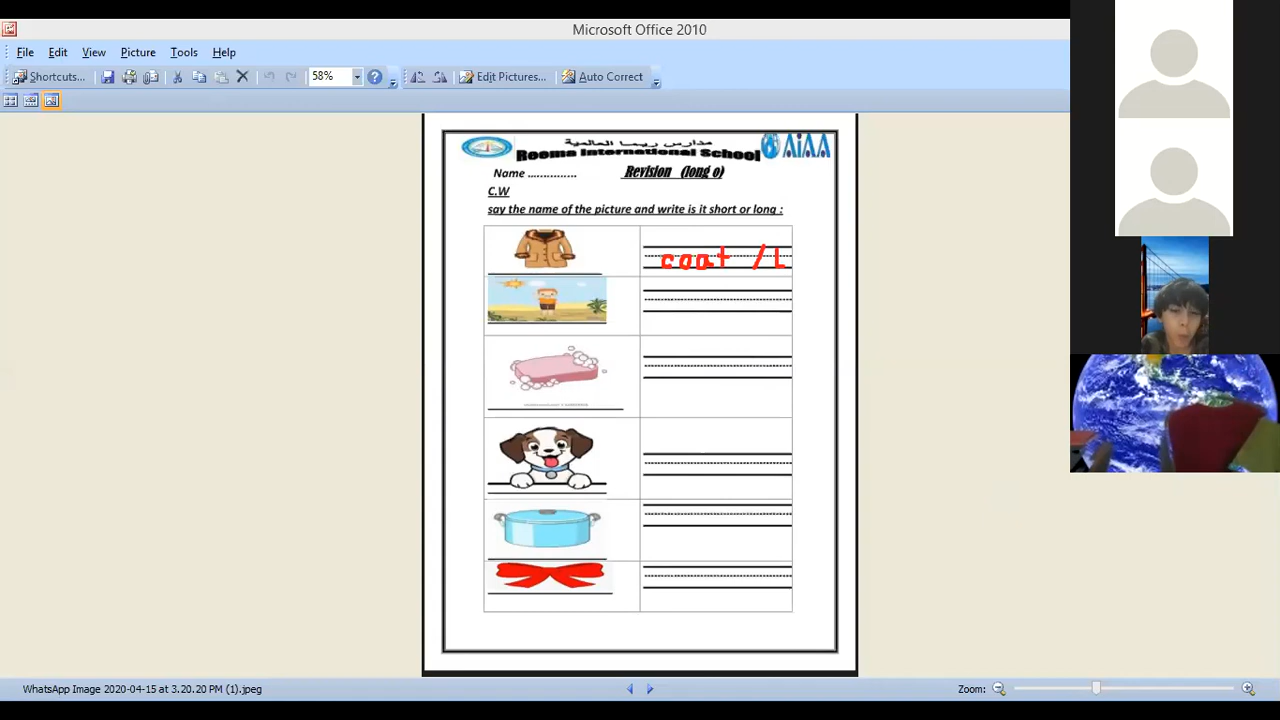 Microsoft Office 2010
File Edit View Picture Tools Help
Shortcuts... 58% Edit Pictures... Auto Correct
مدارس ريما العالمية
Reema International School
AiAA
Name .............. Revision (long o)
C.W
say the name of the picture and write is it short or long :
coat /L
WhatsApp Image 2020-04-15 at 3.20.20 PM (1).jpeg
Zoom: